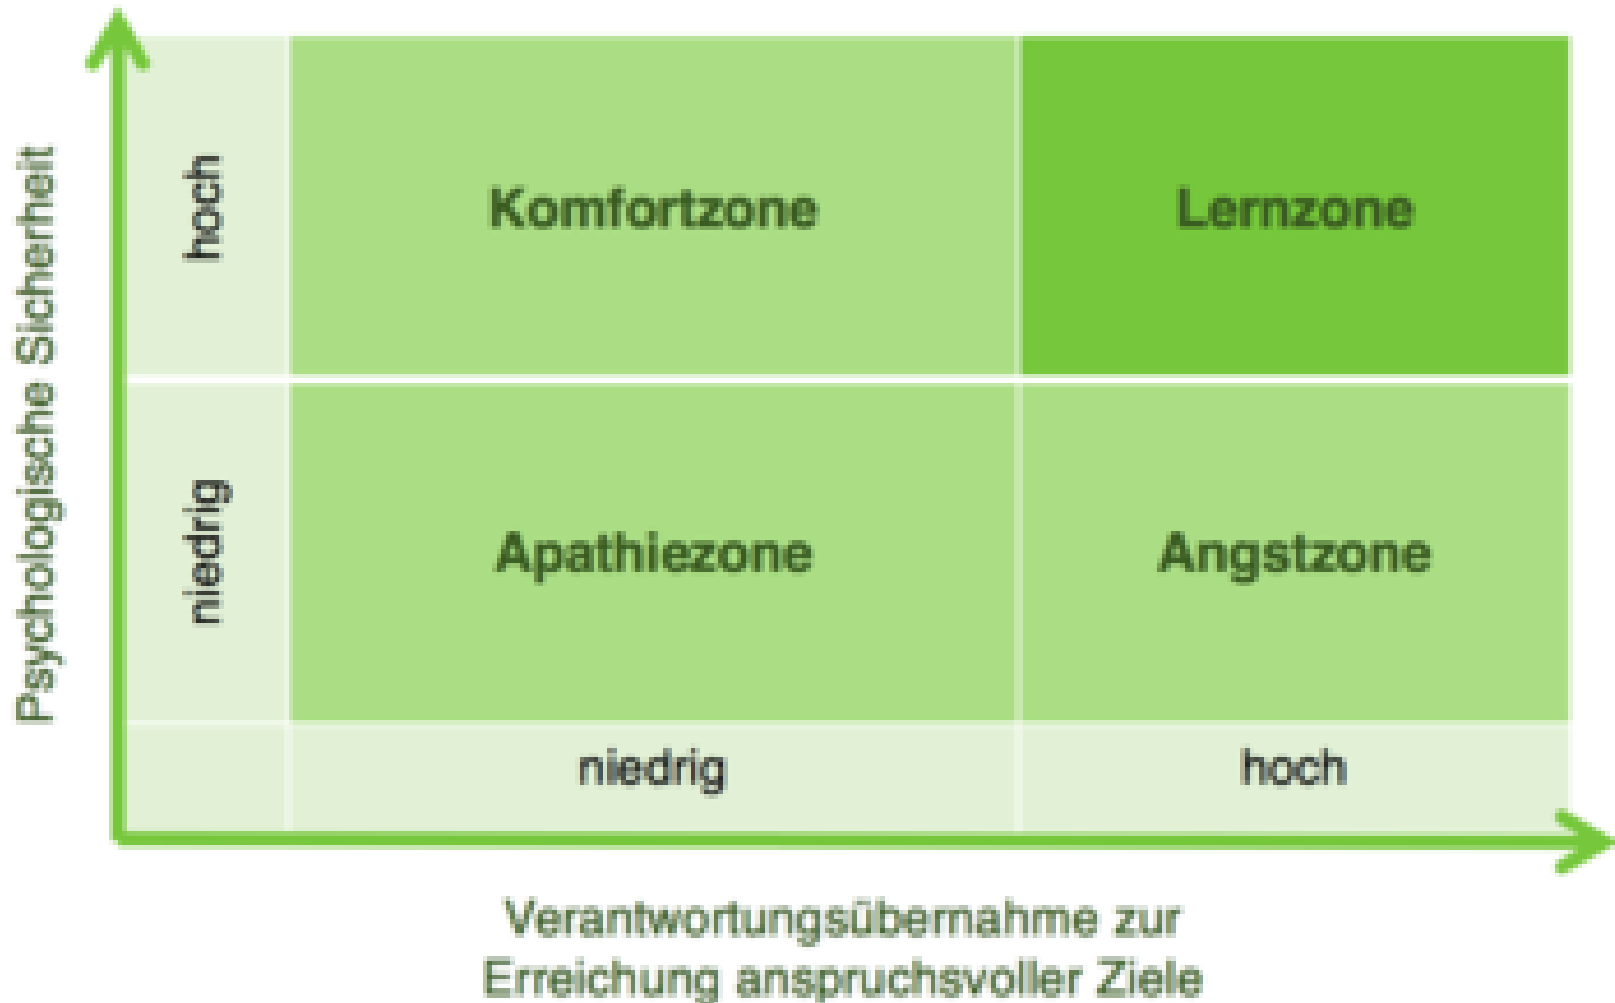 Psychologische Sicherheit
hoch
Komfortzone
Lernzone
niedrig
Apathiezone
Angstzone
niedrig
hoch
Verantwortungsübernahme zur
Erreichung anspruchsvoller Ziele